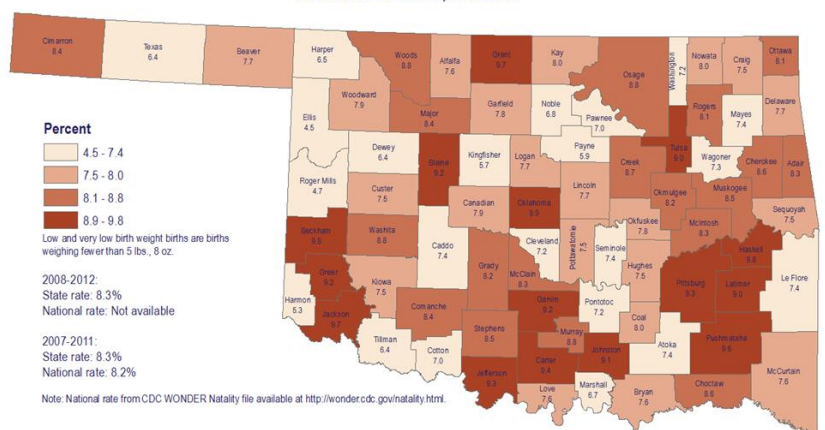 Cimarron
8.4
Texas
6.4
Beaver
7.7
Harper
6.5
Woods
8.8
Alfalfa
7.6
Grant
9.7
Kay
8.0
Osage
8.8
Washington
7.2
Nowata
8.0
Craig
7.5
Ottawa
8.1
Ellis
4.5
Woodward
7.9
Major
8.4
Garfield
7.8
Noble
6.8
Pawnee
7.0
Rogers
8.1
Mayes
7.4
Delaware
7.7
Percent
4.5 - 7.4
7.5 - 8.0
8.1 - 8.8
8.9 - 9.8
Low and very low birth weight births are births
weighing fewer than 5 lbs., 8 oz.
2008-2012:
State rate: 8.3%
National rate: Not available
2007-2011:
State rate: 8.3%
National rate: 8.2%
Dewey
6.4
Blaine
9.2
Kingfisher
5.7
Logan
7.7
Payne
5.9
Creek
8.7
Tulsa
9.0
Wagoner
7.3
Cherokee
8.6
Adair
8.3
Roger Mills
4.7
Custer
7.5
Canadian
7.9
Oklahoma
8.9
Lincoln
7.7
Okmulgee
8.2
Muskogee
8.5
Sequoyah
7.5
Beckham
9.5
Washita
8.8
Caddo
7.4
Grady
8.2
McClain
8.3
Cleveland
7.2
Pottawatomie
7.5
Seminole
7.4
Okfuskee
7.8
McIntosh
8.3
Haskell
Hughes
7.5
Pittsburg
Latimer
9.0
Le Flore
7.4
Harmon
5.3
Greer
9.2
Kiowa
7.5
Jackson
9.7
Comanche
8.4
Stephens
8.5
Garvin
9.2
Murray
8.8
Pontotoc
7.2
Coal
8.0
Atoka
7.4
Pushmataha
Tillman
6.4
Cotton
7.0
Jefferson
9.3
Carter
Johnston
9.1
Love
Marshall
6.7
Bryan
7.6
Choctaw
8.6
McCurtain
7.6
Note: National rate from CDC WONDER Natality file available at http://wonder.cdc.gov/natality.html.